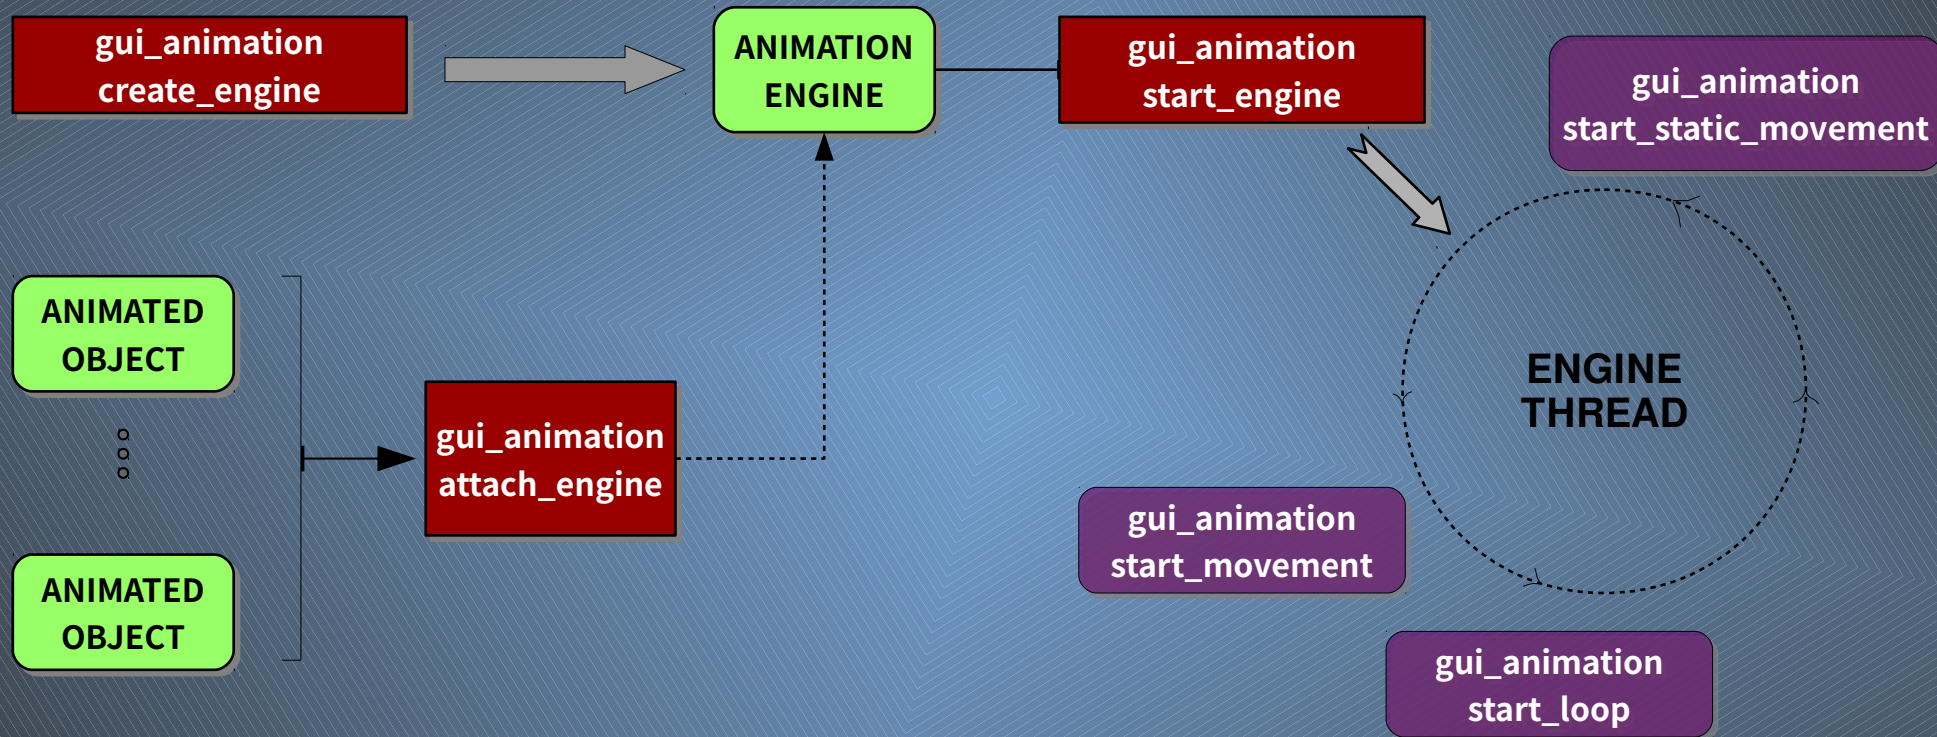 gui_animation
create_engine
ANIMATION
ENGINE
gui_animation
start_engine
gui_animation
start_static_movement
ANIMATED
OBJECT
gui_animation
attach_engine
ENGINE
THREAD
gui_animation
start_movement
ANIMATED
OBJECT
gui_animation
start_loop